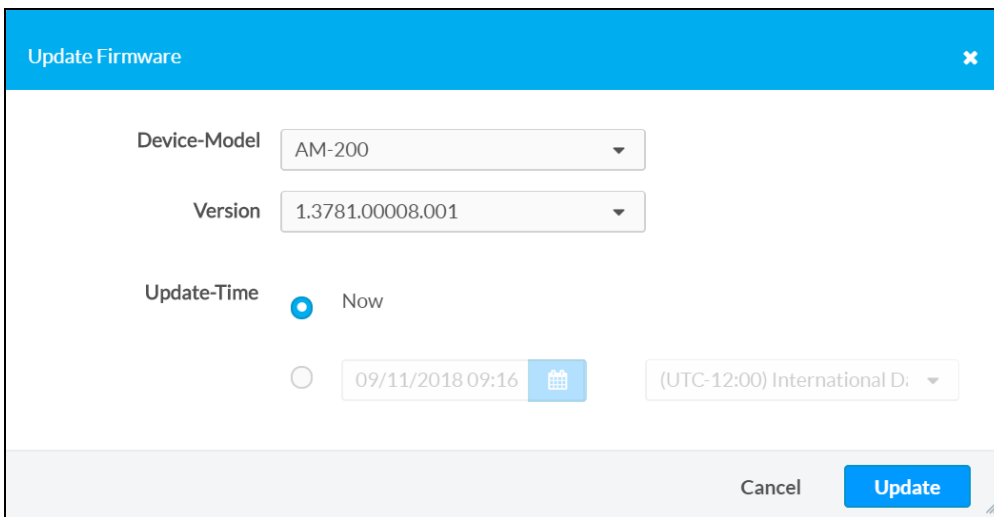 Update Firmware
Device-Model AM-200
Version 1.3781.00008.001
Update-Time Now
09/11/2018 09:16 (UTC-12:00) International
Cancel Update